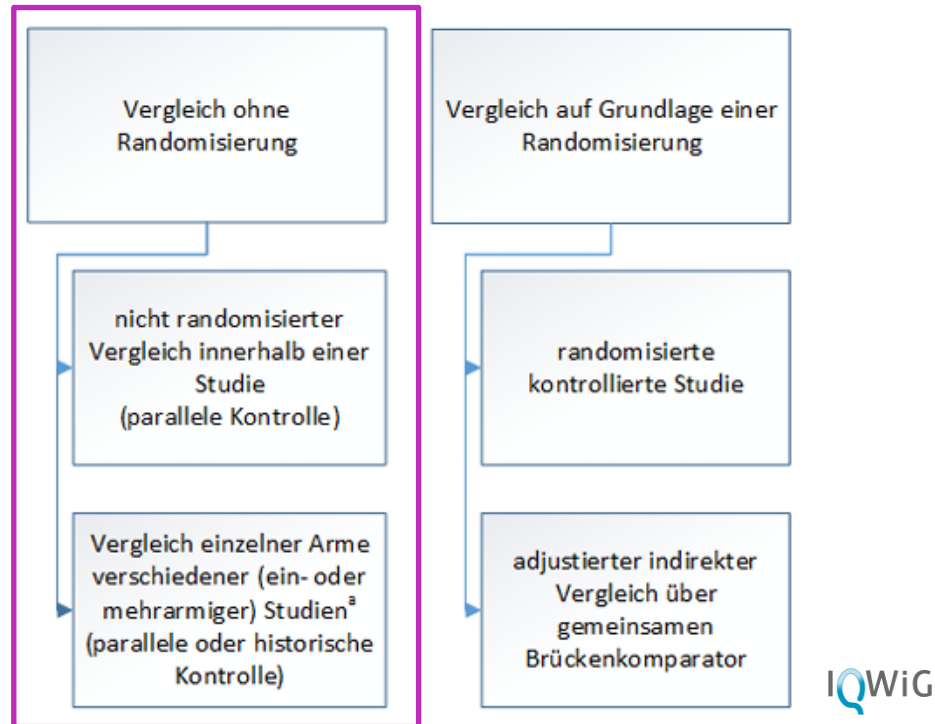 Vergleich ohne
Randomisierung
nicht randomisierter
Vergleich innerhalb einer
Studie
(parallele Kontrolle)
Vergleich einzelner Arme
verschiedener (ein- oder
mehrarmiger) Studienᵃ
(parallele oder historische
Kontrolle)
Vergleich auf Grundlage einer
Randomisierung
randomisierte
kontrollierte Studie
adjustierter indirekter
Vergleich über
gemeinsamen
Brückenkomparator
IQWiG